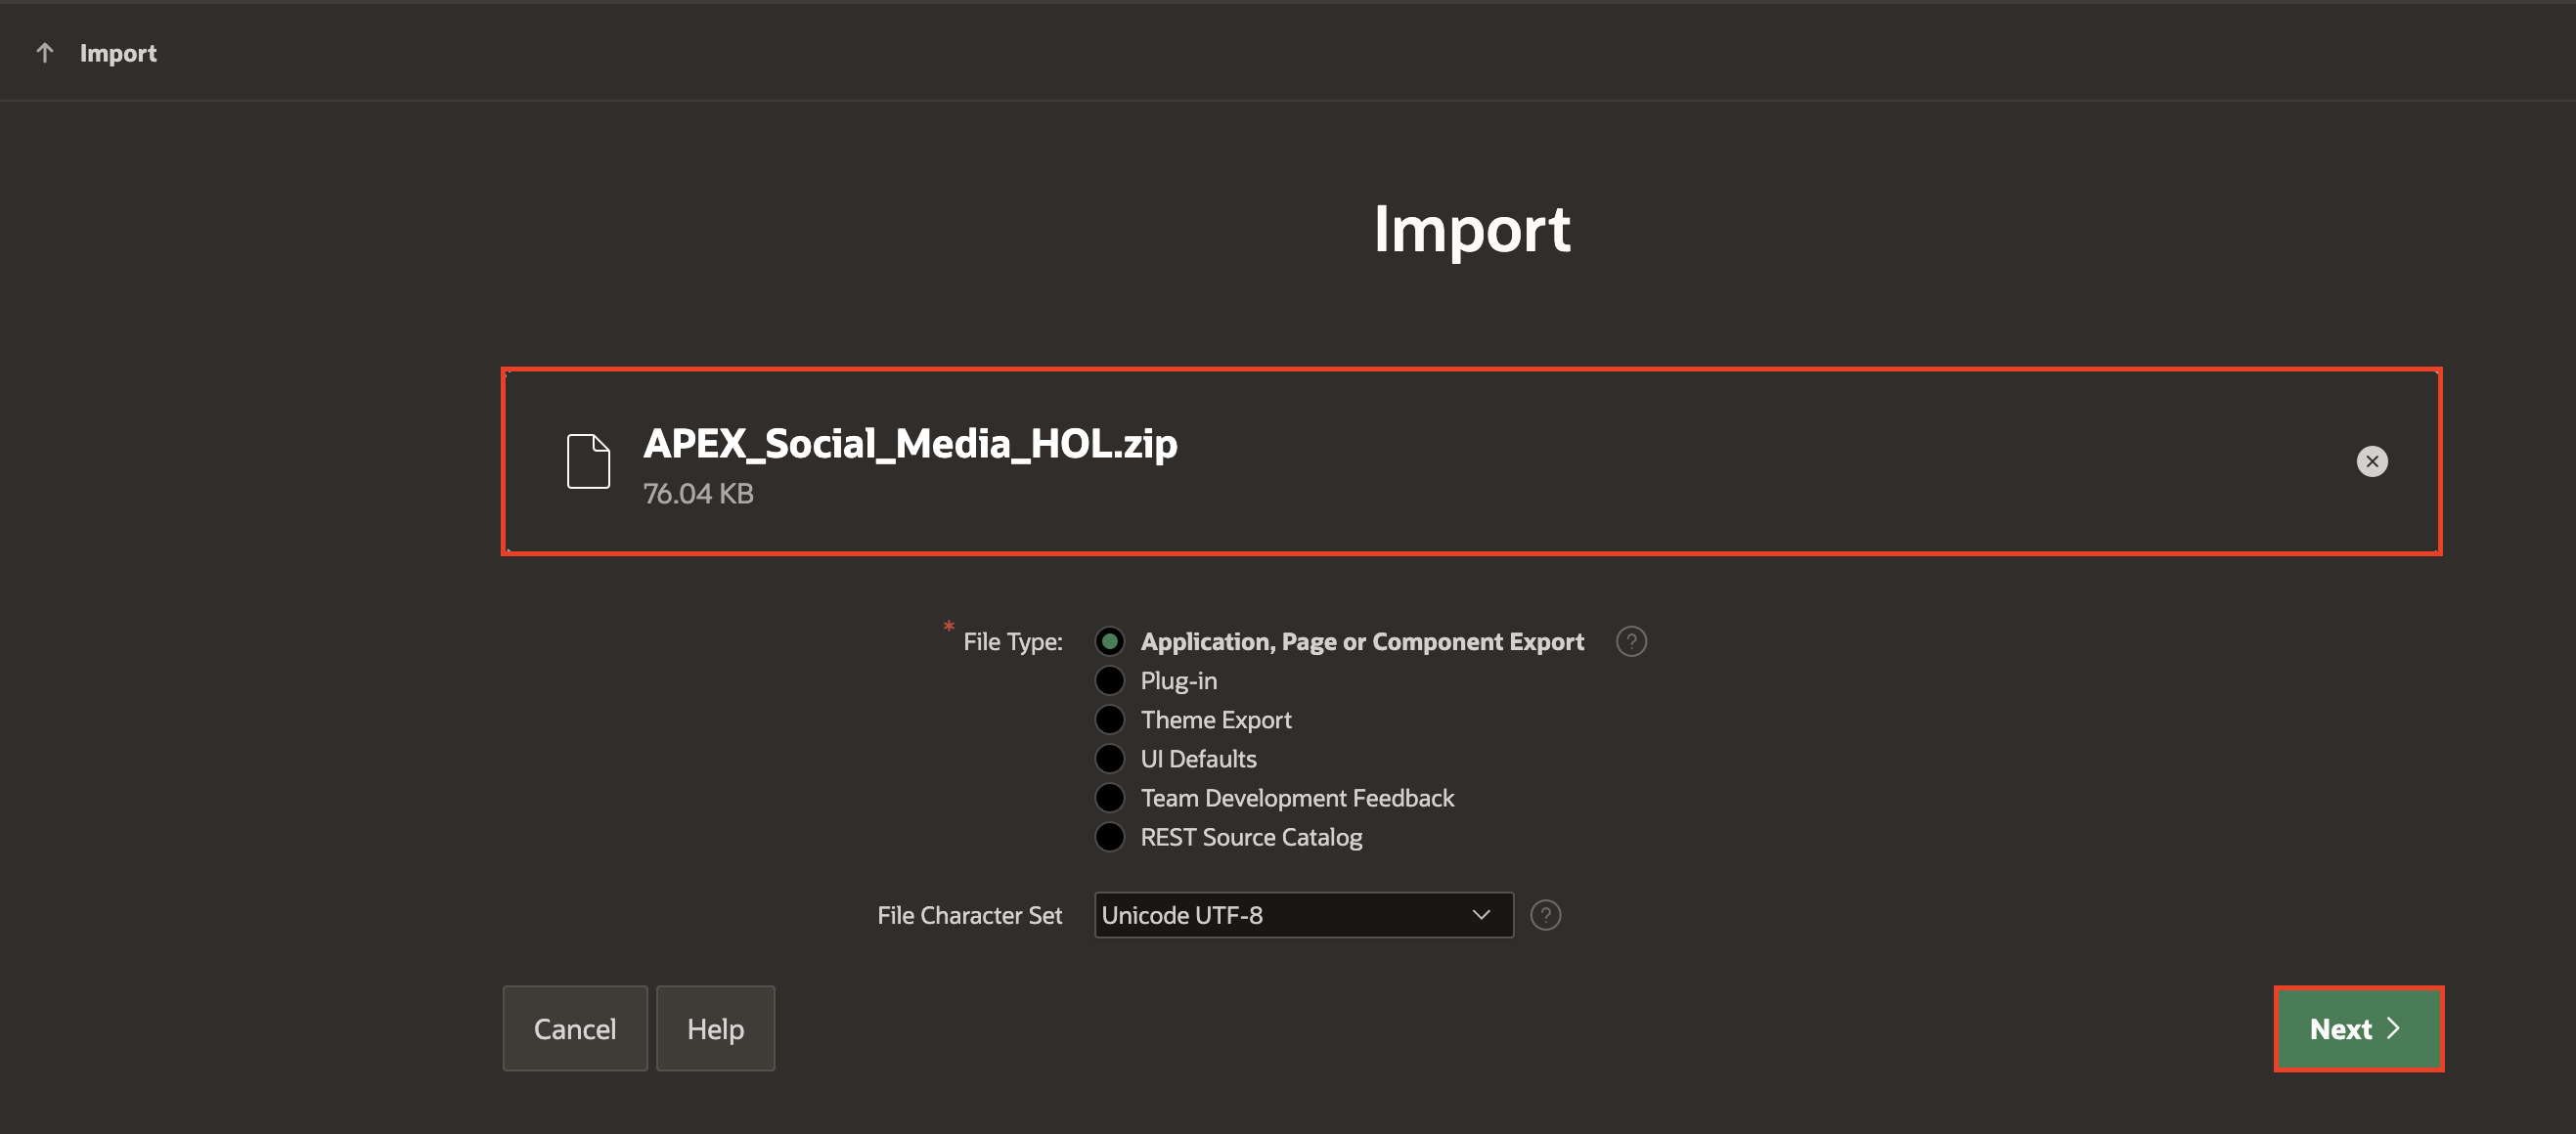 Import
Import
APEX_Social_Media_HOL.zip
76.04 KB
* File Type:
Application, Page or Component Export
?
Plug-in
Theme Export
UI Defaults
Team Development Feedback
REST Source Catalog
File Character Set
Unicode UTF-8
?
Cancel
Help
Next